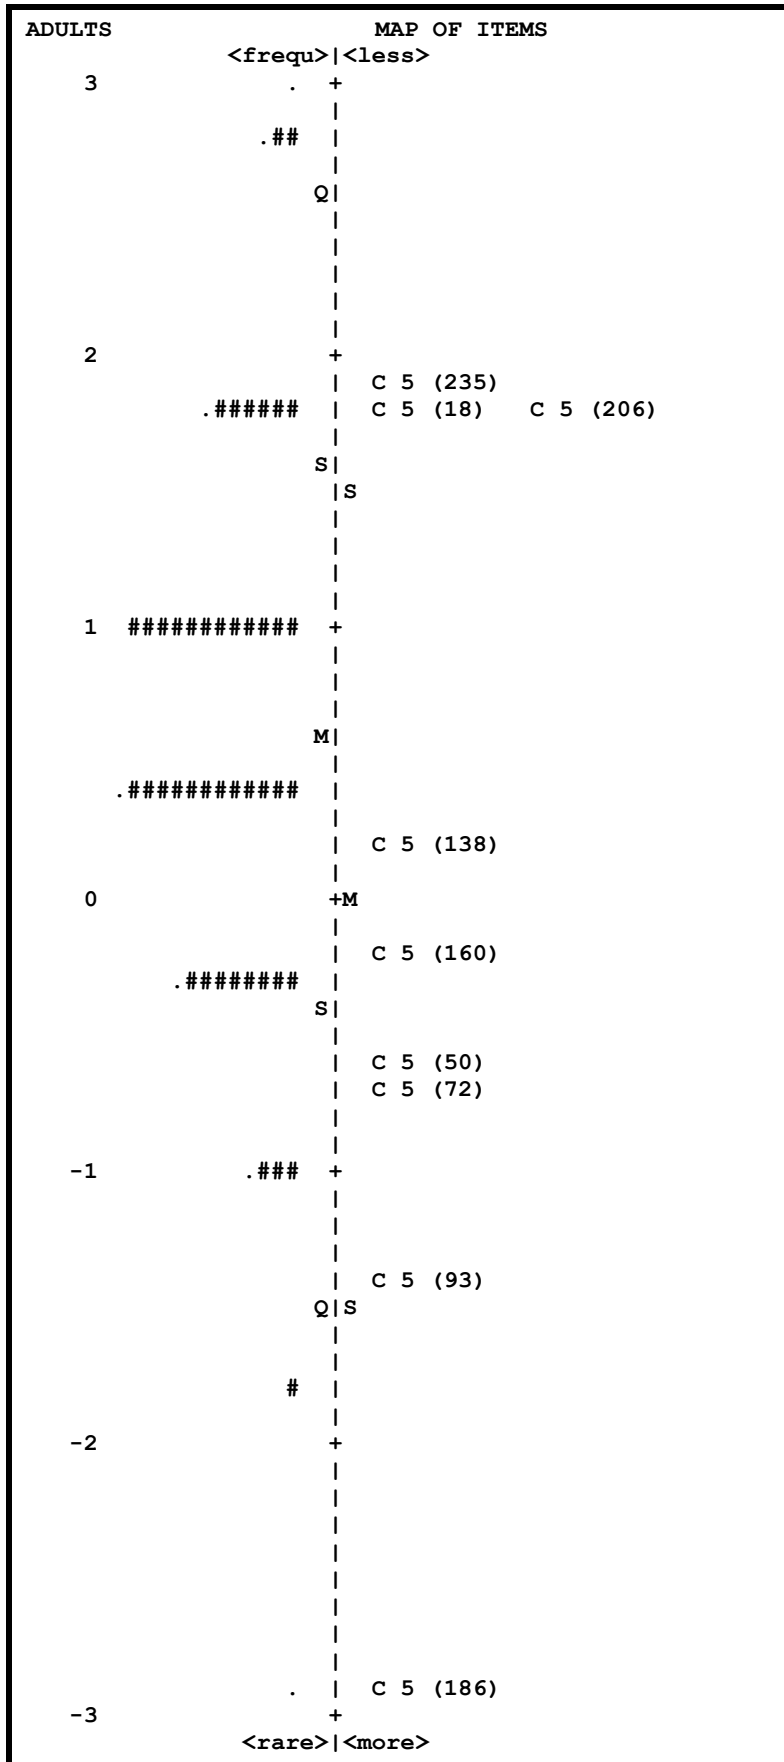 ADULTS                   MAP OF ITEMS
              <frequ>|<less>
    3             .  +
                     |
                .##  |
                     |
                    Q|
                     |
                     |
                     |
                     |
                     |
    2                +
                     |  C 5 (235)
            .######  |  C 5 (18)   C 5 (206)
                     |
                    S|
                     |S
                     |
                     |
                     |
                     |
    1  ############  +
                     |
                     |
                     |
                    M|
                     |
      .############  |
                     |
                     |  C 5 (138)
                     |
    0                +M
                     |
                     |  C 5 (160)
          .########  |
                    S|
                     |
                     |  C 5 (50)
                     |  C 5 (72)
                     |
                     |
   -1          .###  +
                     |
                     |
                     |
                     |  C 5 (93)
                    Q|S
                     |
                     |
                  #  |
                     |
   -2                +
                     |
                     |
                     |
                     |
                     |
                     |
                     |
                     |
                  .  |  C 5 (186)
   -3                +
               <rare>|<more>